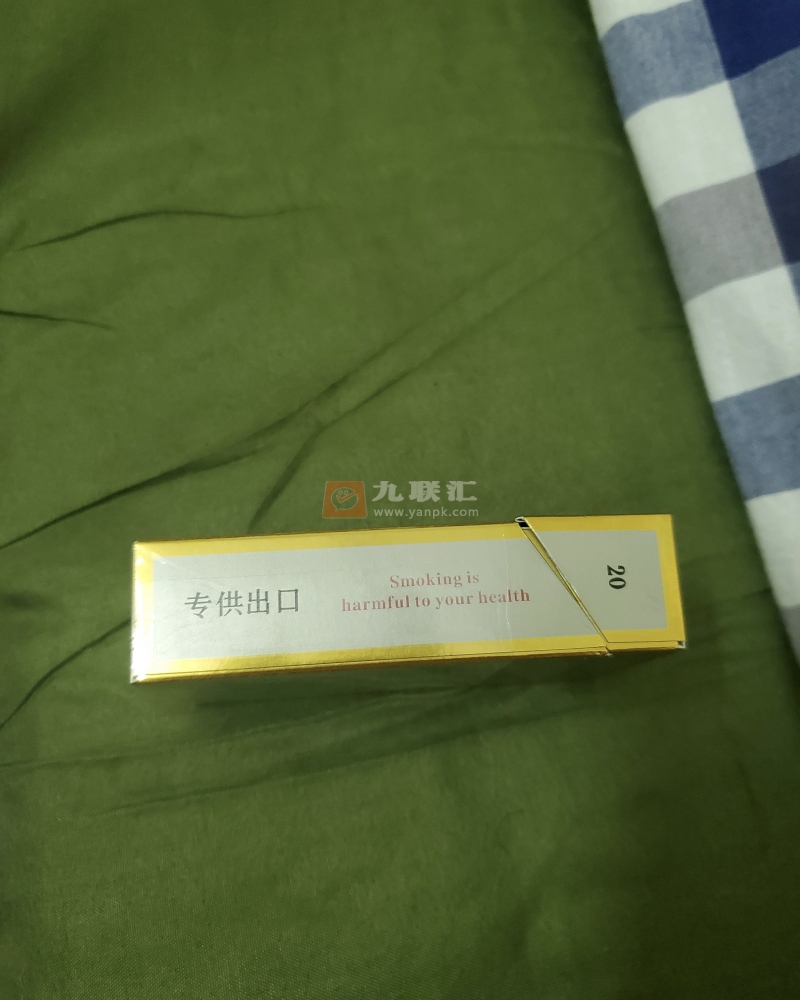 九联汇
www.yanpk.com
专供出口
Smoking is
harmful to your health
20